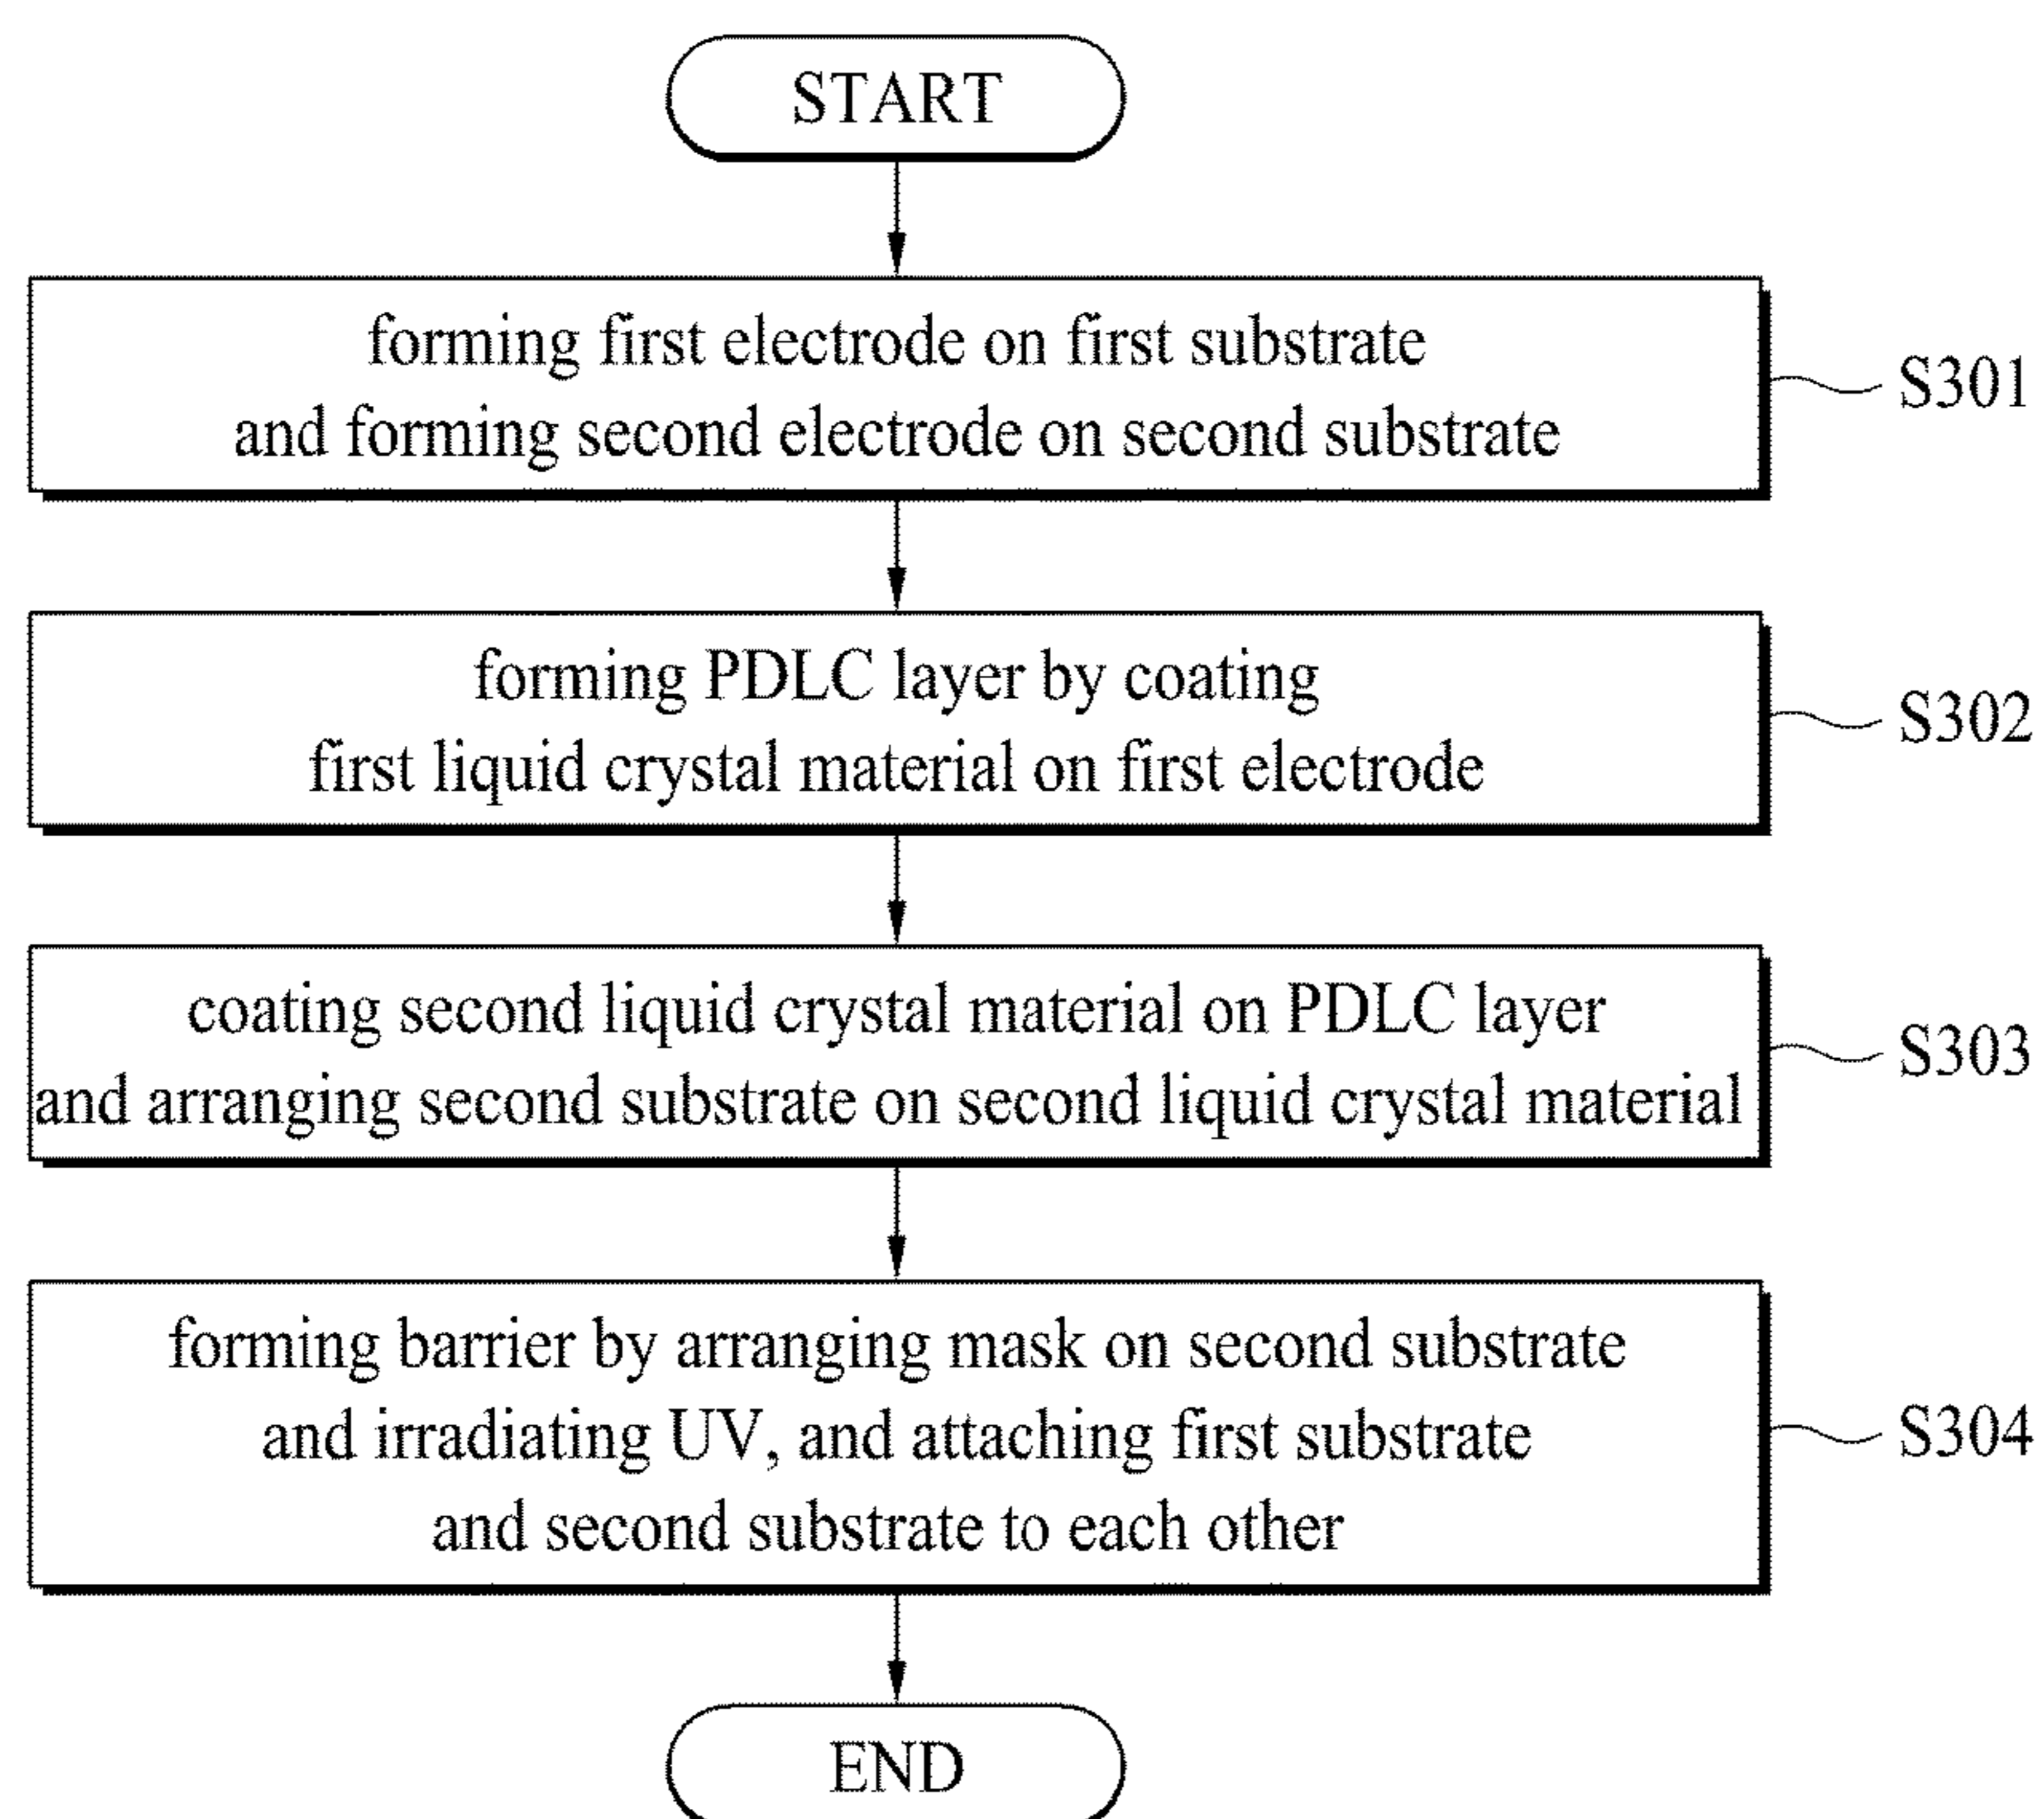 START
forming first electrode on first substrate
and forming second electrode on second substrate
S301
forming PDLC layer by coating
first liquid crystal material on first electrode
S302
coating second liquid crystal material on PDLC layer
and arranging second substrate on second liquid crystal material
S303
forming barrier by arranging mask on second substrate
and irradiating UV, and attaching first substrate
and second substrate to each other
S304
END